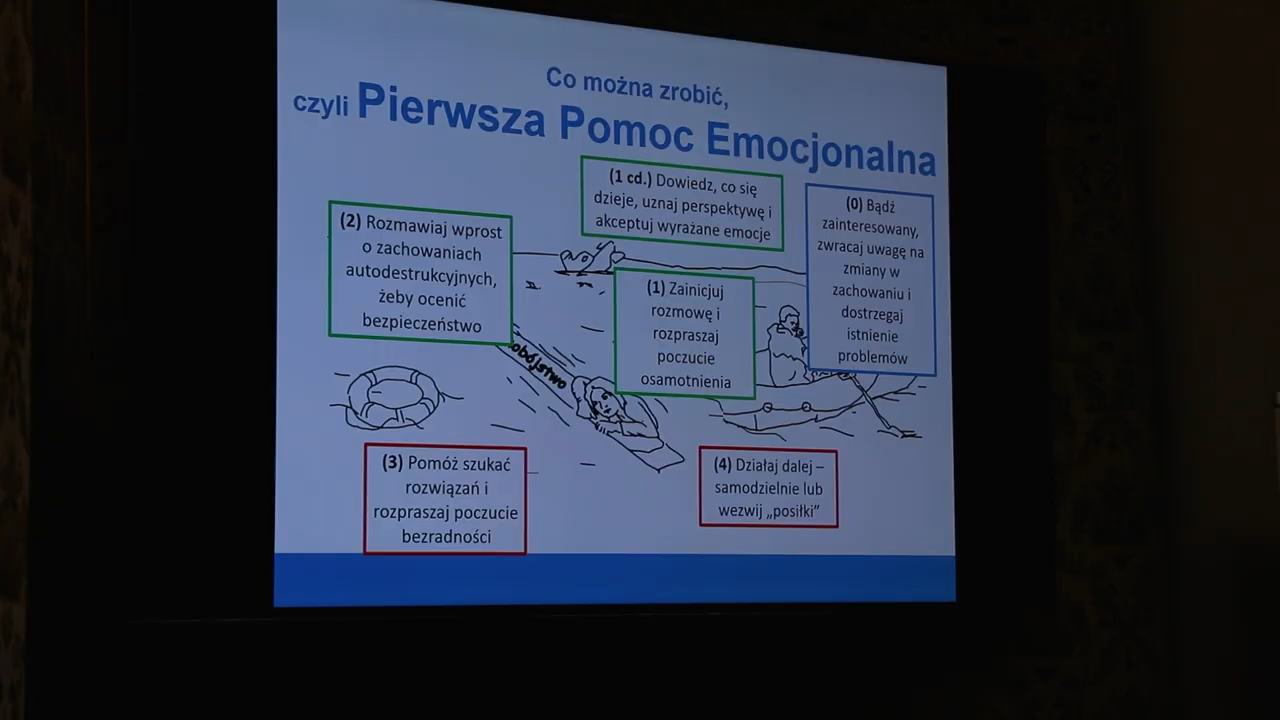 Co można zrobić,
czyli Pierwsza Pomoc Emocjonalna
(1 cd.) Dowiedz, co się
dzieje, uznaj perspektywę i
akceptuj wyrażane emocje
(0) Bądź
zainteresowany,
zwracaj uwagę na
zmiany w
zachowaniu i
dostrzegaj
istnienie
problemów
(2) Rozmawiaj wprost
o zachowaniach
autodestrukcyjnych,
żeby ocenić
bezpieczeństwo
(1) Zainicjuj
rozmowę i
rozpraszaj
poczucie
osamotnienia
obójstwo
(3) Pomóż szukać
rozwiązań i
rozpraszaj poczucie
bezradności
(4) Działaj dalej –
samodzielnie lub
wezwij „posiłki”